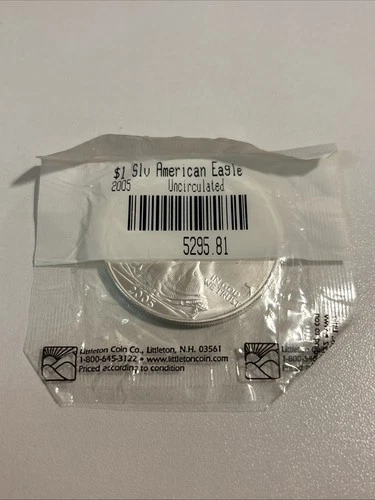 $1 Slv American Eagle
2005 Uncirculated
5295.81
2005
Littleton Coin Co., Littleton, N.H. 03561
1-800-645-3122 • www.littletoncoin.com
Priced according to condition